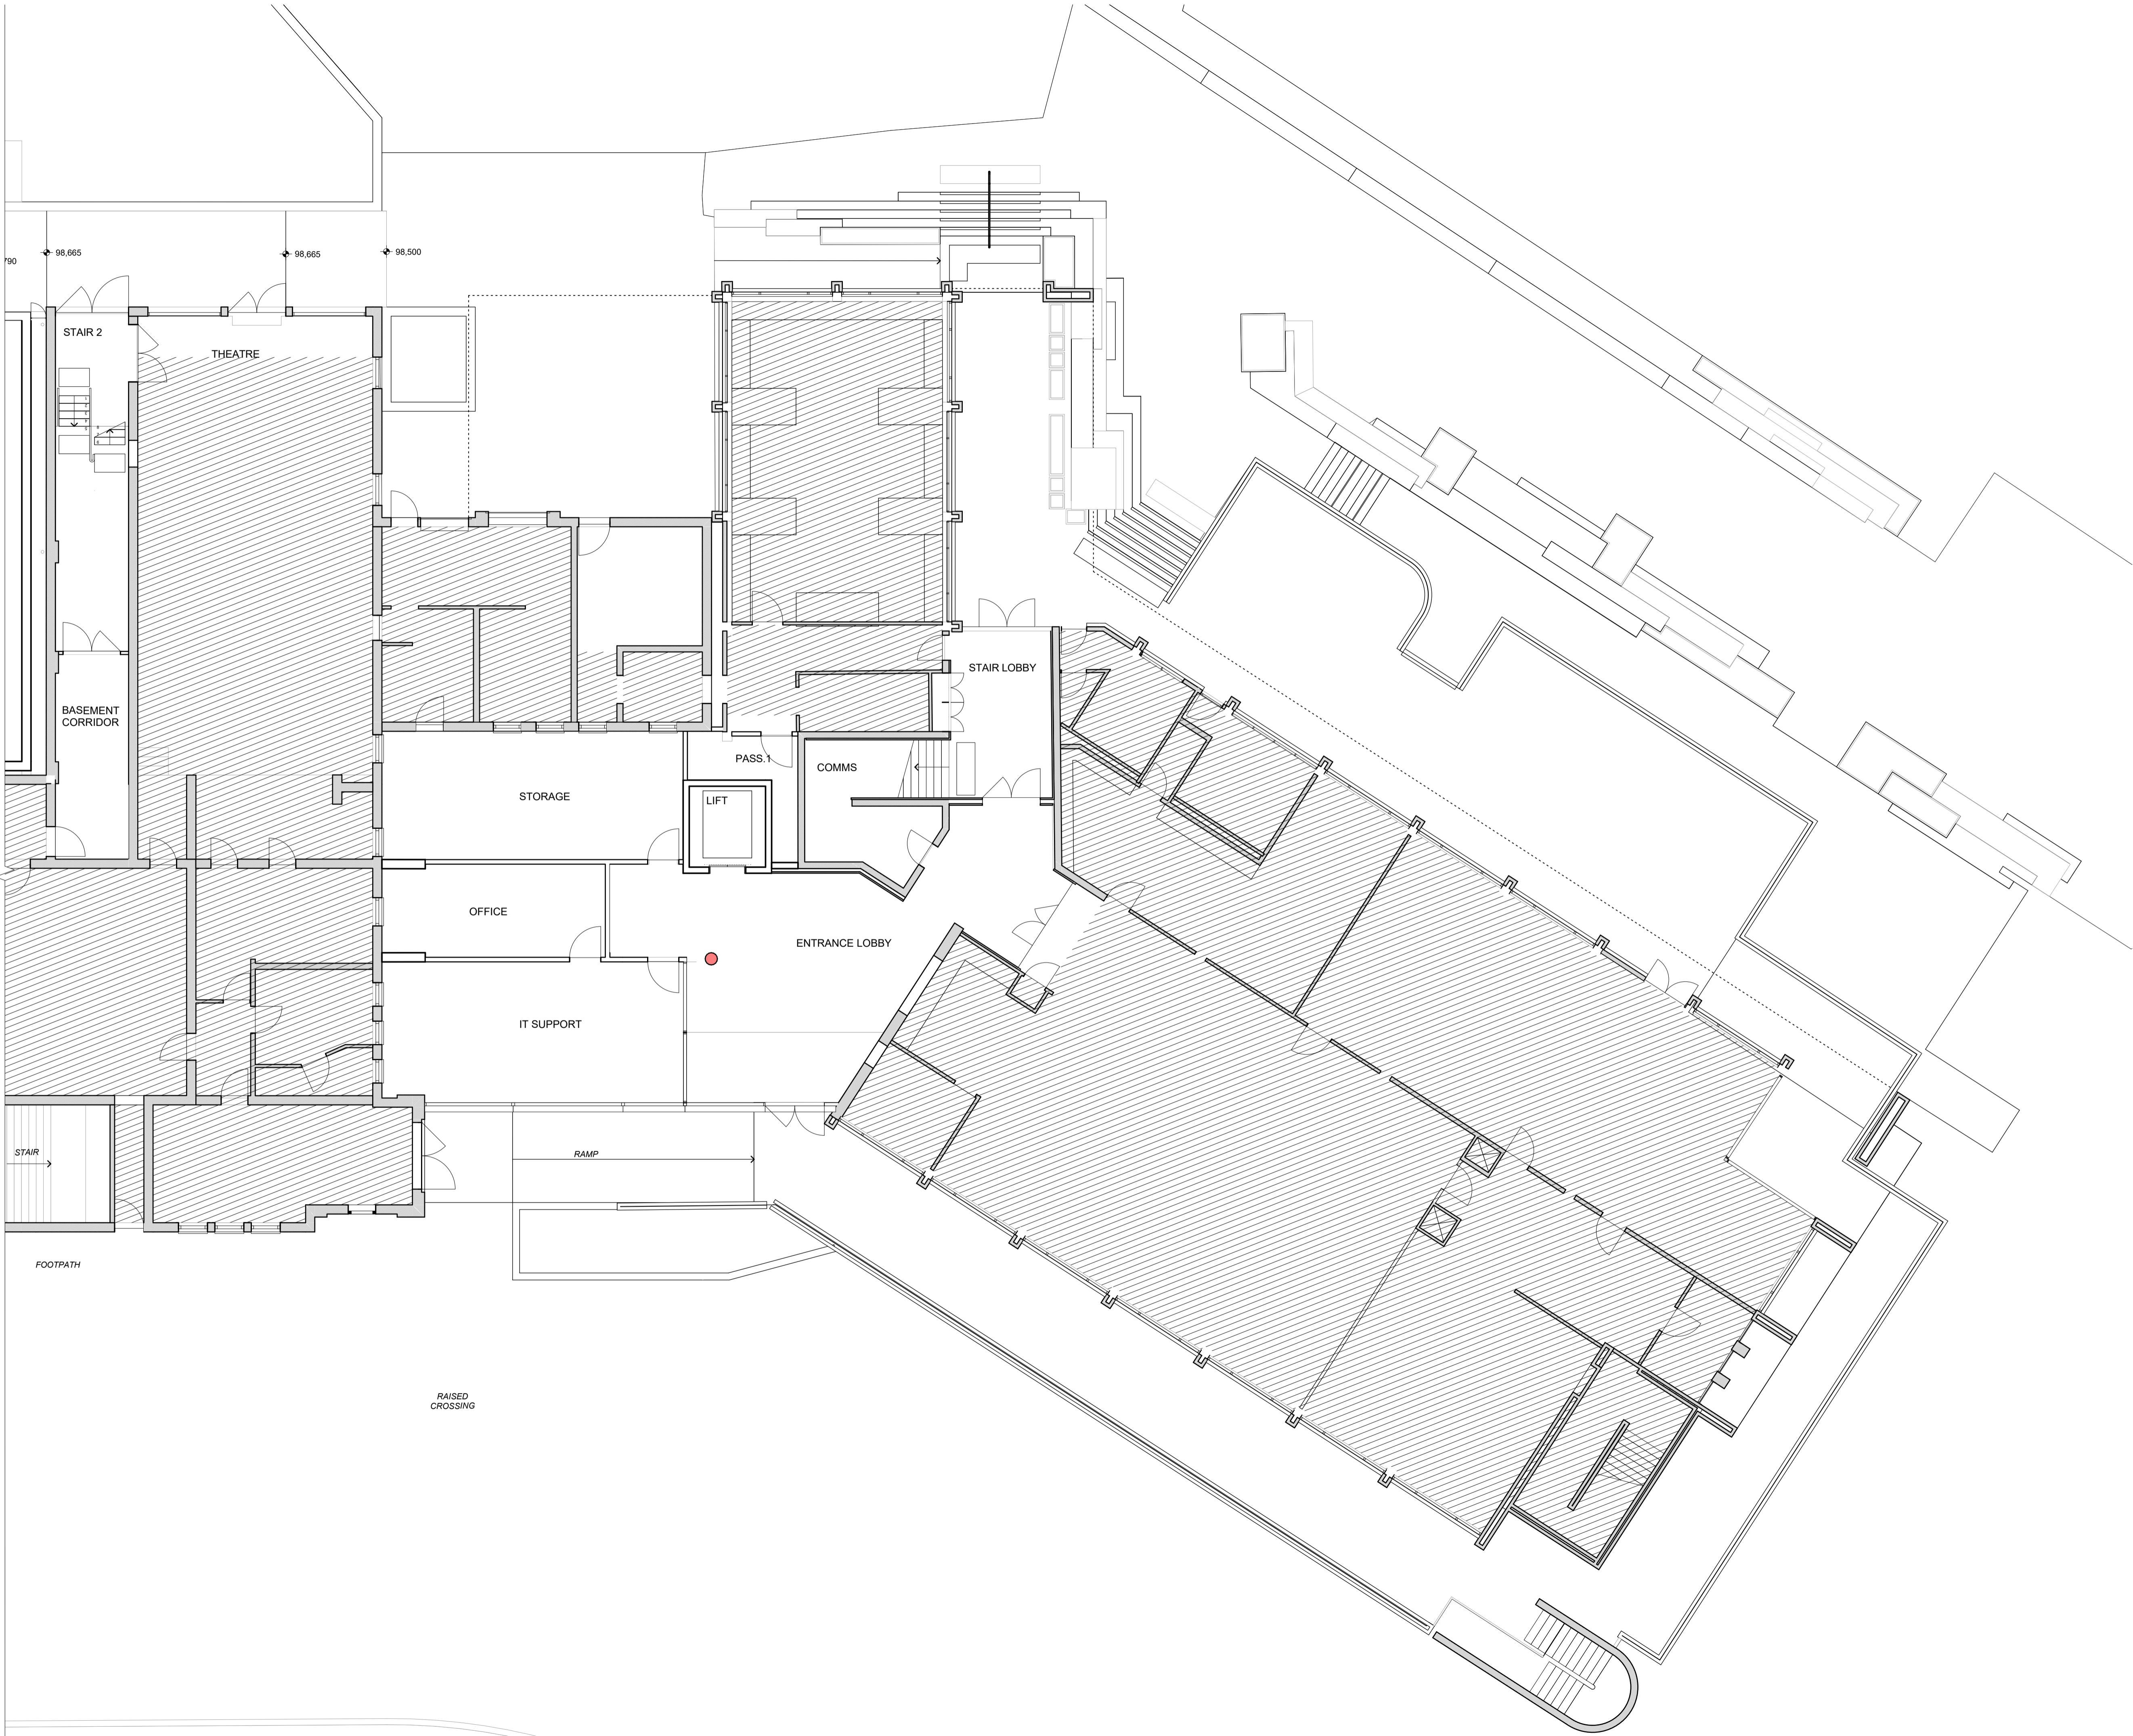 98,665
98,665
98,500
790
STAIR 2
THEATRE
STAIR LOBBY
BASEMENT
CORRIDOR
PASS.1
COMMS
STORAGE
LIFT
OFFICE
ENTRANCE LOBBY
IT SUPPORT
STAIR
RAMP
FOOTPATH
RAISED
CROSSING